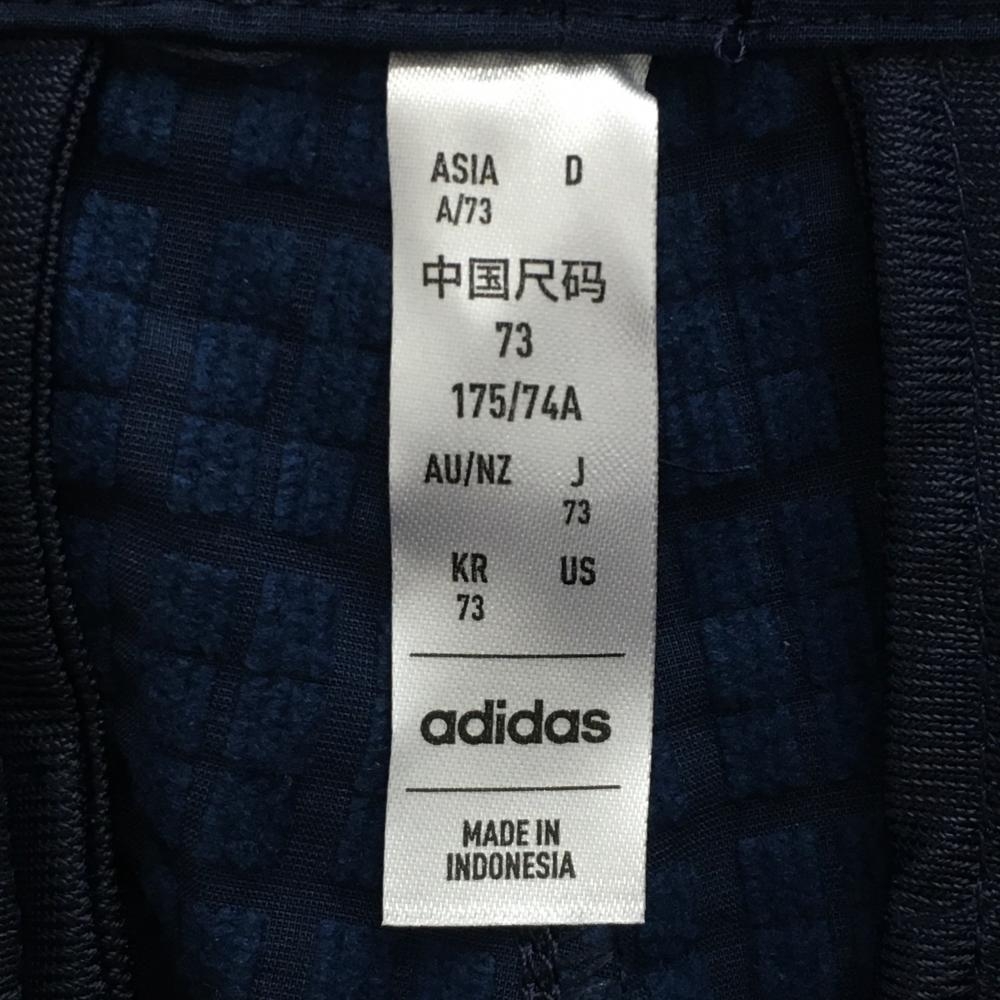 ASIA D
A/73
中国尺码
73
175/74A
AU/NZ J
73
KR US
73
adidas
MADE IN
INDONESIA